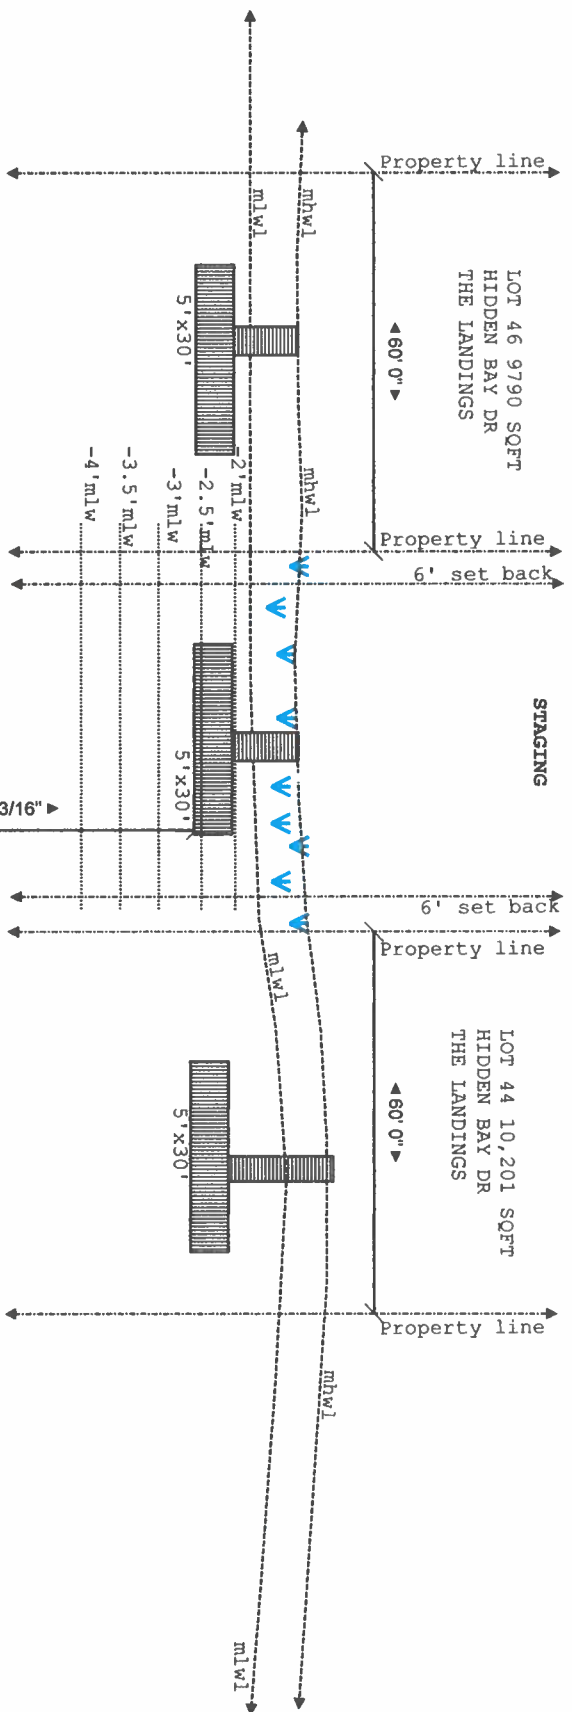 Property line
mhwl
mlwl
LOT 46 9790 SQFT
HIDDEN BAY DR
THE LANDINGS
◄ 60' 0" ►
5'x30'
mhwl
-2'mlw
-2.5'mlw
-3'mlw
-3.5'mlw
-4'mlw
Property line
6' set back
STAGING
5'x30'
3/16" ►
6' set back
Property line
mlwl
LOT 44 10,201 SQFT
HIDDEN BAY DR
THE LANDINGS
◄ 60' 0" ►
5'x30'
Property line
mhwl
mlwl